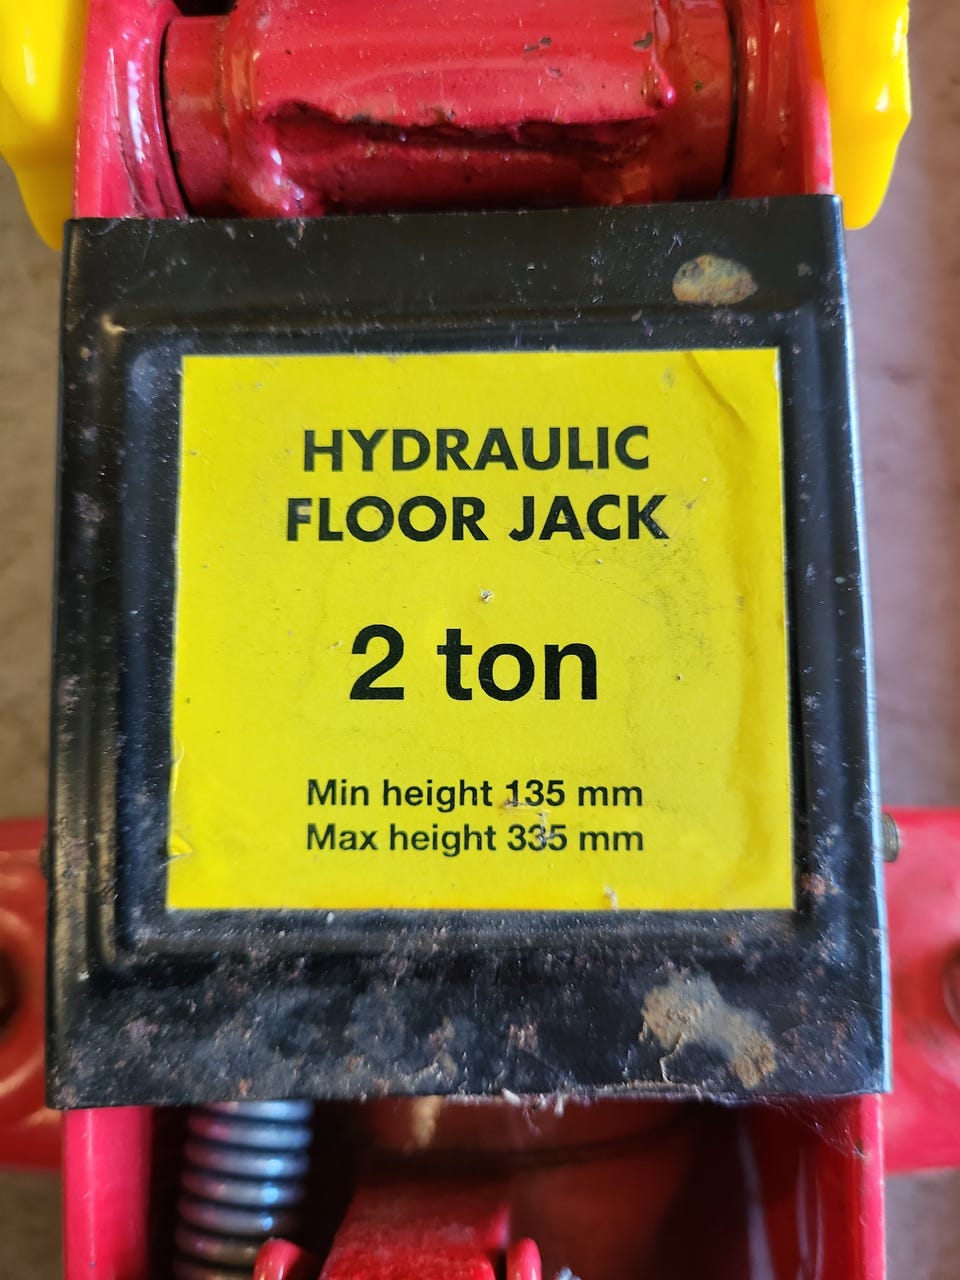 HYDRAULIC
FLOOR JACK
2 ton
Min height 135 mm
Max height 335 mm